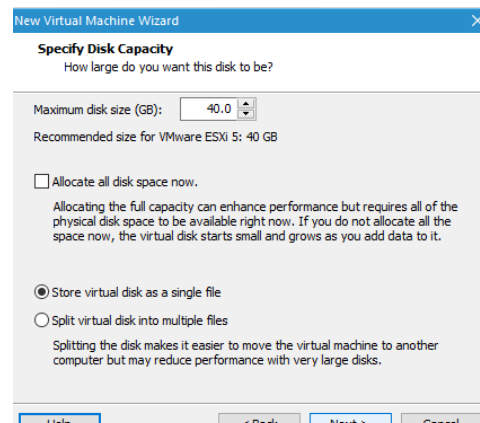 New Virtual Machine Wizard
Specify Disk Capacity
How large do you want this disk to be?
Maximum disk size (GB): 40.0
Recommended size for VMware ESXi 5: 40 GB
Allocate all disk space now.
Allocating the full capacity can enhance performance but requires all of the
physical disk space to be available right now. If you do not allocate all the
space now, the virtual disk starts small and grows as you add data to it.
Store virtual disk as a single file
Split virtual disk into multiple files
Splitting the disk makes it easier to move the virtual machine to another
computer but may reduce performance with very large disks.
Help < Back Next > Cancel